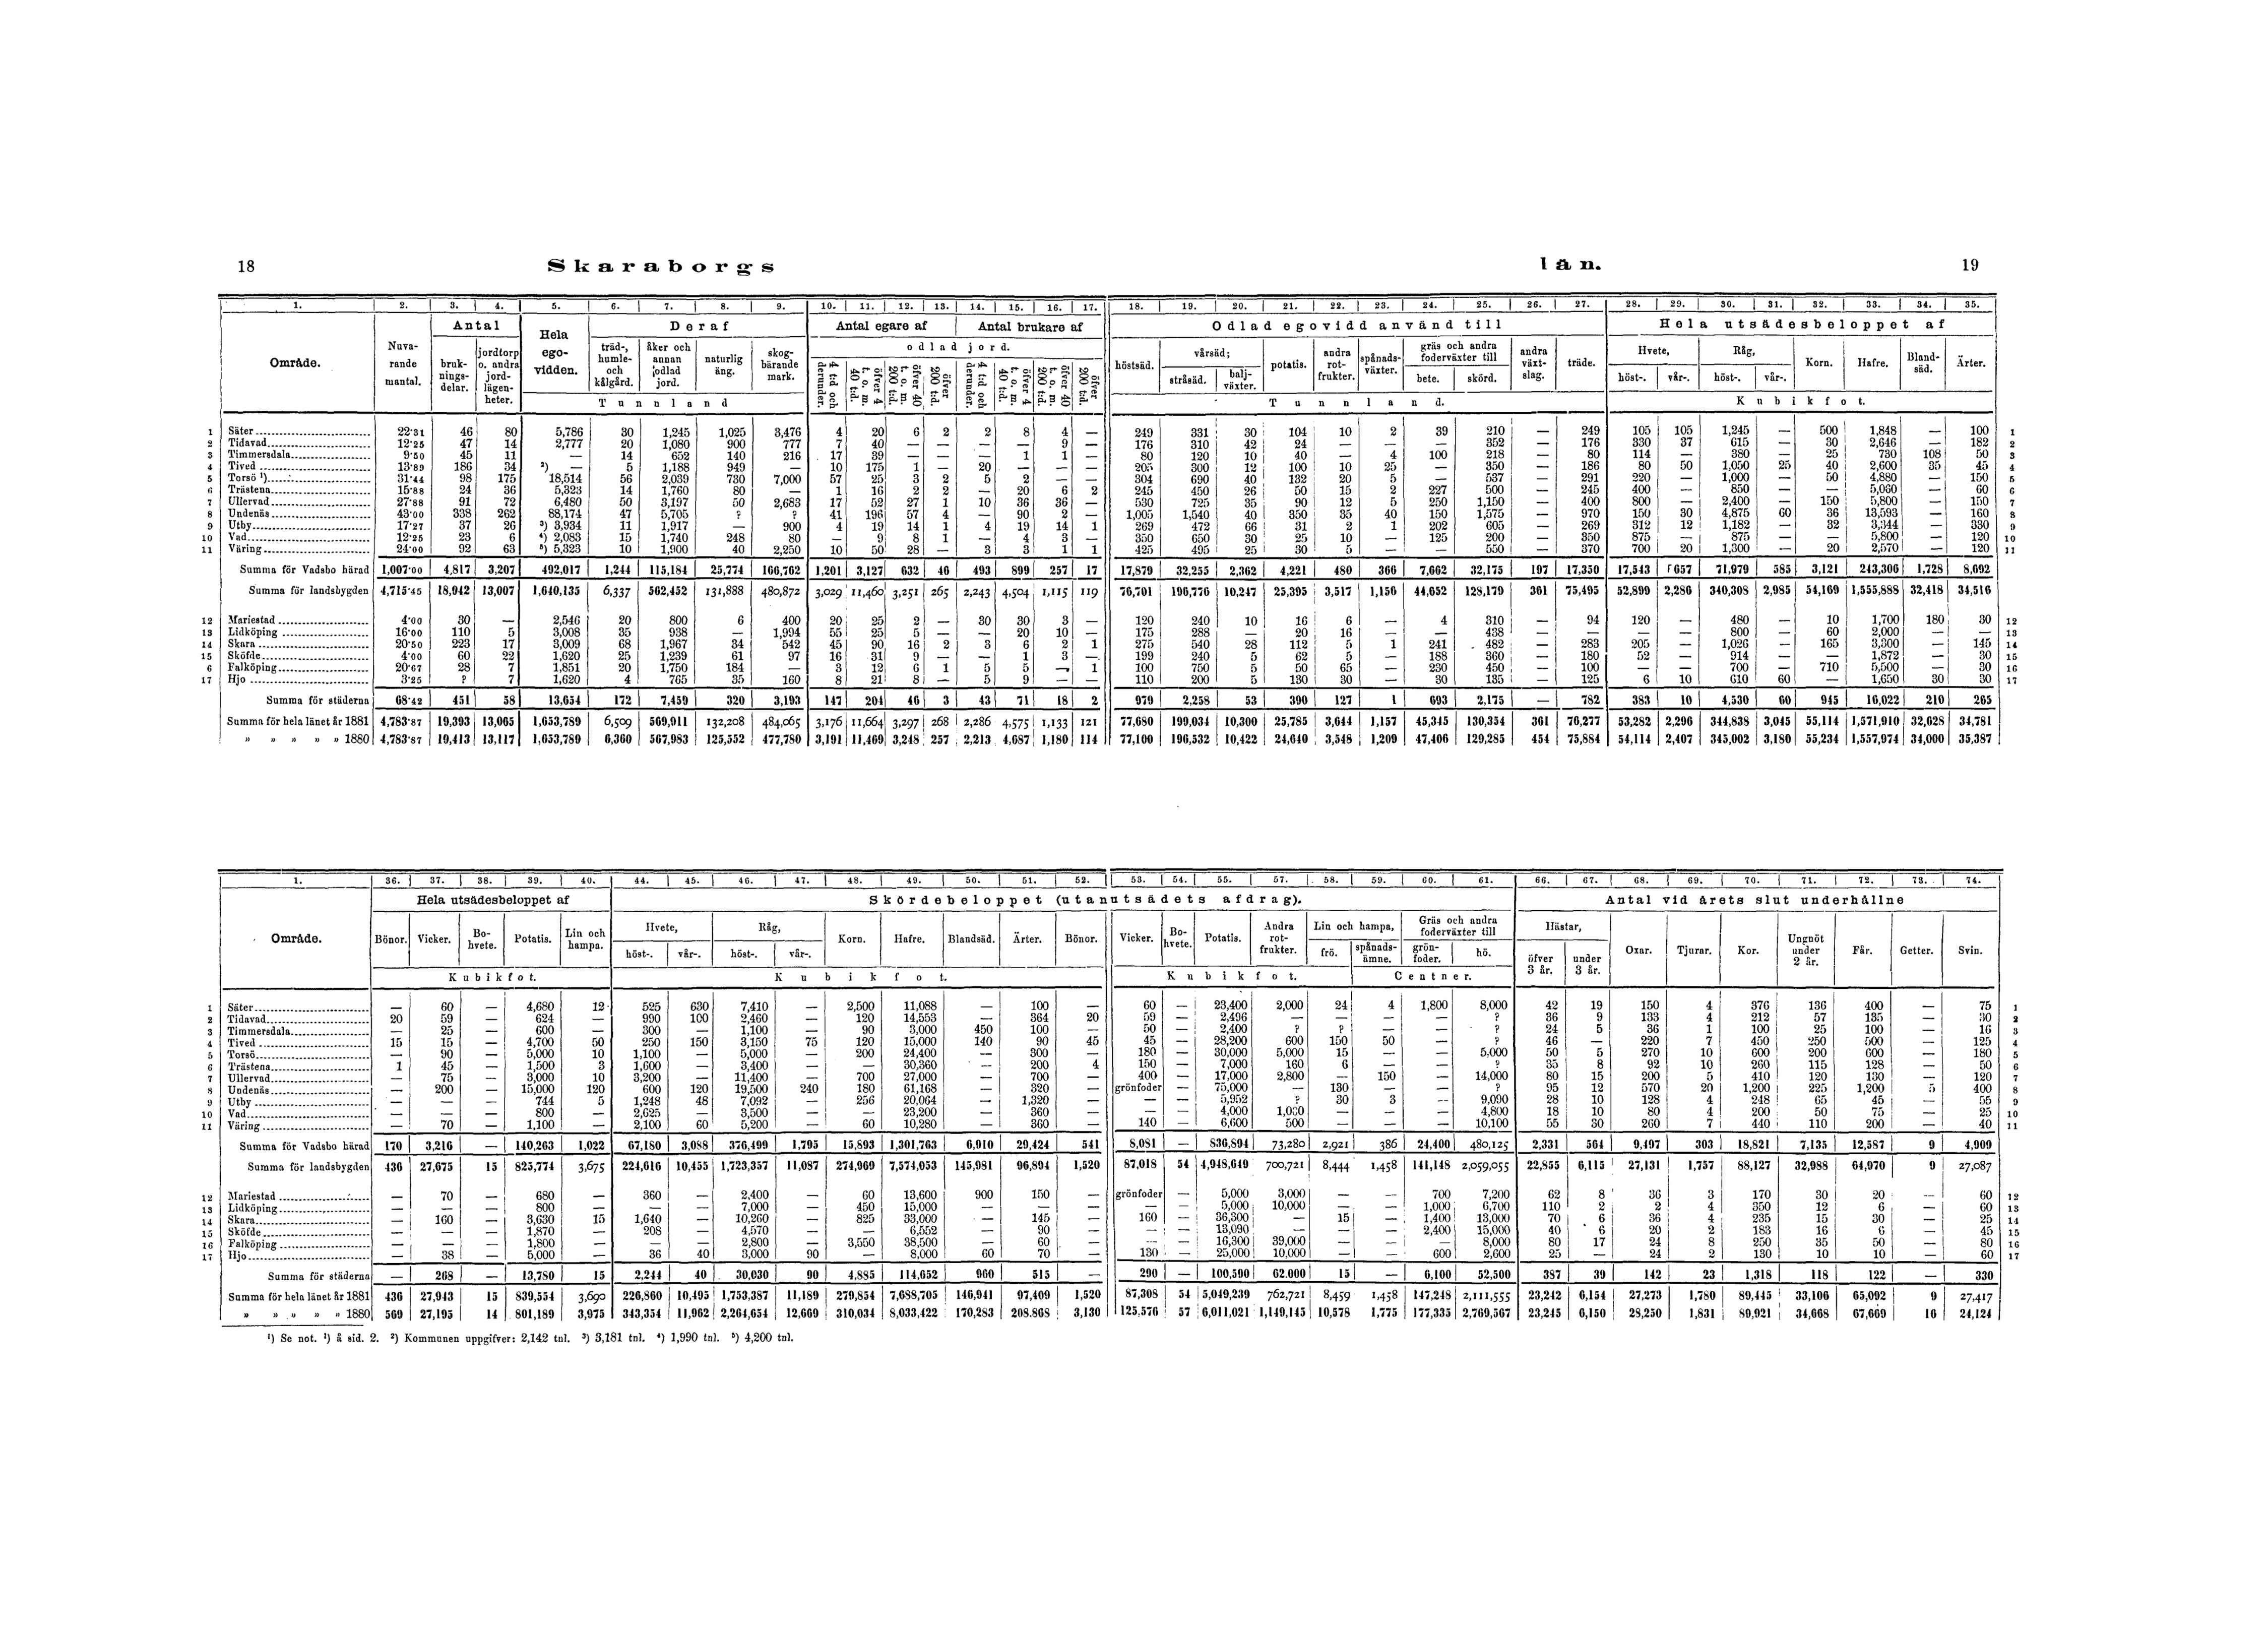 18 Skaraborgs län. 19
1. 2. 3. 4. 5. 6. 7. 8. 9. 10. 11. 12. 13. 14. 15. 16. 17. 18. 19. 20. 21. 22. 23. 24. 25. 26. 27. 28. 29. 30. 31. 32. 33. 34. 35.
Område. Nuvarande mantal. Antal brukningsdelar. jordtorp o. andra jordlägenheter. Hela egovidden. Deraf träd-, humle- och kålgård. åker och annan odlad jord. naturlig äng. skogbärande mark. Tunnland
Antal egare af Antal brukare af odlad jord. 4 t:d och derunder. öfver 4 t. o. m. 40 t:d. öfver 40 t. o. m. 200 t:d. öfver 200 t:d. 4 t:d och derunder. öfver 4 t. o. m. 40 t:d. öfver 40 t. o. m. 200 t:d. öfver 200 t:d.
Odlad egovidd använd till höstsäd. vårsäd; stråsäd. baljväxter. potatis. andra rotfrukter. spånadsväxter. gräs och andra foderväxter till bete. skörd. andra växtslag. träde. Tunnland.
Hela utsädesbeloppet af Hvete, höst-. vår-. Råg, höst-. vår-. Korn. Hafre. Blandsäd. Ärter. Kubikfot.
1 Säter 22·31 46 80 5,786 30 1,245 1,025 3,476 4 20 6 2 2 8 4 — 249 331 30 104 10 2 39 210 — 249 105 105 1,245 — 500 1,848 — 100 1
2 Tidavad 12·25 47 14 2,777 20 1,080 900 777 7 40 — — — — 9 — 176 310 42 24 — — — 352 — 176 330 37 615 — 30 2,646 — 182 2
3 Timmersdala 9·50 45 11 — 14 652 140 216 17 39 — — — 1 1 — 80 120 10 40 — 4 100 218 — 80 114 — 380 — 25 730 108 50 3
4 Tived 13·89 186 34 ²) — 5 1,188 949 — 10 175 1 — 20 — — — 205 300 12 100 10 25 — 350 — 186 80 50 1,050 25 40 2,600 35 45 4
5 Torsö ¹) 31·44 98 175 18,514 56 2,039 730 7,000 57 25 3 2 5 2 — — 304 690 40 132 20 5 — 537 — 291 220 — 1,000 — 50 4,880 — 150 5
6 Trästena 15·88 24 36 5,323 14 1,760 80 — 1 16 2 2 — 20 6 2 245 450 26 50 15 2 227 500 — 245 400 — 850 — — 5,060 — 60 6
7 Ullervad 27·88 91 72 6,480 50 3,197 50 2,683 17 52 27 1 10 36 36 — 530 725 35 90 12 5 250 1,150 — 400 800 — 2,400 — 150 5,800 — 150 7
8 Undenäs 43·00 338 262 88,174 47 5,705 ? ? 41 196 57 4 — 90 2 — 1,005 1,540 40 350 35 40 150 1,575 — 970 150 30 4,875 60 36 13,593 — 160 8
9 Utby 17·27 37 26 ³) 3,934 11 1,917 — 900 4 19 14 1 4 19 14 1 269 472 66 31 2 1 202 605 — 269 312 12 1,182 — 32 3,344 — 330 9
10 Vad 12·25 23 6 ⁴) 2,083 15 1,740 248 80 — 9 8 1 — 4 3 — 350 650 30 25 10 — 125 200 — 350 875 — 875 — — 5,800 — 120 10
11 Väring 24·00 92 63 ⁵) 5,323 10 1,900 40 2,250 10 50 28 — 3 3 1 1 425 495 25 30 5 — — 550 — 370 700 20 1,300 — 20 2,570 — 120 11
Summa för Vadsbo härad 1,007·00 4,817 3,207 492,017 1,244 115,184 25,774 166,762 1,201 3,127 632 46 493 899 257 17 17,879 32,255 2,362 4,221 480 366 7,662 32,175 197 17,350 17,543 657 71,979 585 3,121 243,306 1,728 8,692
Summa för landsbygden 4,715·45 18,942 13,007 1,640,135 6,337 562,452 131,888 480,872 3,029 11,460 3,251 265 2,243 4,504 1,115 119 76,701 196,776 10,247 25,395 3,517 1,156 44,652 128,179 361 75,495 52,899 2,286 340,308 2,985 54,169 1,555,888 32,418 34,516
12 Mariestad 4·00 30 — 2,546 20 800 6 400 20 25 2 — 30 30 3 — 120 240 10 16 6 — 4 310 94 120 — 480 — 10 1,700 180 30 12
13 Lidköping 16·00 110 5 3,008 35 938 — 1,994 55 25 5 — — 20 10 — 175 288 — 20 16 — — 438 — — — — 800 — 60 2,000 — — 13
14 Skara 20·50 223 17 3,009 68 1,967 34 542 45 90 16 2 3 6 2 1 275 540 28 112 5 1 241 482 — 283 205 — 1,026 — 165 3,300 — 145 14
15 Sköfde 4·00 60 22 1,620 25 1,239 61 97 16 31 9 — — 1 3 — 199 240 5 62 5 — 188 360 — 180 52 — 914 — — 1,872 — 30 15
6 Falköping 20·67 28 7 1,851 20 1,750 184 — 3 12 6 1 5 5 — 1 100 750 5 50 65 — 230 450 — 100 — — 700 — 710 5,500 — 30 16
17 Hjo 3·25 ? 7 1,620 4 765 35 160 8 21 8 — 5 9 — — 110 200 5 130 30 — 30 135 — 125 6 10 610 60 — 1,650 30 30 17
Summa för städerna 68·42 451 58 13,654 172 7,459 320 3,193 147 204 46 3 43 71 18 2 979 2,258 53 390 127 1 693 2,175 — 782 383 10 4,530 60 945 16,022 210 265
Summa för hela länet år 1881 4,783·87 19,393 13,065 1,653,789 6,509 569,911 132,208 484,065 3,176 11,664 3,297 268 2,286 4,575 1,133 121 77,680 199,034 10,300 25,785 3,644 1,157 45,345 130,354 361 76,277 53,282 2,296 344,838 3,045 55,114 1,571,910 32,628 34,781
» » » » » 1880 4,783·87 19,413 13,117 1,653,789 6,360 567,983 125,552 477,780 3,191 11,469 3,248 257 2,213 4,687 1,180 114 77,100 196,532 10,422 24,640 3,548 1,209 47,406 129,285 454 75,884 54,114 2,407 345,002 3,180 55,234 1,557,974 34,000 35,387
1. 36. 37. 38. 39. 40. 44. 45. 46. 47. 48. 49. 50. 51. 52. 53. 54. 55. 57. 58. 59. 60. 61. 66. 67. 68. 69. 70. 71. 72. 73. 74.
Område. Hela utsädesbeloppet af Bönor. Vicker. Bohvete. Potatis. Lin och hampa. Kubikfot.
Skördebeloppet (utan utsädets afdrag). Hvete, höst-. vår-. Råg, höst-. vår-. Korn. Hafre. Blandsäd. Ärter. Bönor. Kubikfot.
Vicker. Bohvete. Potatis. Andra rotfrukter. Lin och hampa, frö. spånadsämne. Gräs och andra foderväxter till grönfoder. hö. Kubikfot. Centner.
Antal vid årets slut underhållne Hästar, öfver 3 år. under 3 år. Oxar. Tjurar. Kor. Ungnöt under 2 år. Får. Getter. Svin.
1 Säter — 60 — 4,680 12 525 630 7,410 — 2,500 11,088 — 100 — 60 — 23,400 2,000 24 4 1,800 8,000 42 19 150 4 376 136 400 — 75 1
2 Tidavad 20 59 — 624 — 990 100 2,460 — 120 14,553 — 364 20 59 — 2,496 — — — — ? 36 9 133 4 212 57 135 — 30 2
3 Timmersdala — 25 — 600 — 300 — 1,100 — 90 3,000 450 100 — 50 — 2,400 ? ? — — ? 24 5 36 1 100 25 100 — 16 3
4 Tived 15 15 — 4,700 50 250 150 3,150 75 120 15,000 140 90 45 45 — 28,200 600 150 50 — ? 46 — 220 7 450 250 500 — 125 4
5 Torsö — 90 — 5,000 10 1,100 — 5,000 — 200 24,400 — 300 — 180 — 30,000 5,000 15 — — 5,000 50 5 270 10 600 200 600 — 180 5
6 Trästena 1 45 — 1,500 3 1,600 — 3,400 — — 30,360 — 200 4 150 — 7,000 160 6 — — ? 35 8 92 10 260 115 128 — 50 6
7 Ullervad — 75 — 3,000 10 3,200 — 11,400 — 700 27,000 — 700 — 400 — 17,000 2,800 — 150 — 14,000 80 15 200 5 410 120 130 — 120 7
8 Undenäs — 200 — 15,000 120 600 120 19,500 240 180 61,168 — 320 — grönfoder — 75,000 — 130 — — ? 95 12 570 20 1,200 225 1,200 5 400 8
9 Utby — — — 744 5 1,248 48 7,092 — 256 20,064 — 1,320 — — — 5,952 ? 30 3 — 9,090 28 10 128 4 248 65 45 — 55 9
10 Vad — — — 800 — 2,625 — 3,500 — — 23,200 — 360 — — — 4,000 1,000 — — — 4,800 18 10 80 4 200 50 75 — 25 10
11 Väring — 70 — 1,100 — 2,100 60 5,200 — 60 10,280 — 360 — 140 — 6,600 500 — — — 10,100 55 30 260 7 440 110 200 — 40 11
Summa för Vadsbo härad 170 3,216 — 140,263 1,022 67,180 3,088 376,499 1,795 15,893 1,301,763 6,910 29,424 541 8,081 — 836,894 73,280 2,921 386 24,400 480,125 2,331 564 9,497 303 18,821 7,135 12,587 9 4,909
Summa för landsbygden 436 27,675 15 825,774 3,675 224,616 10,455 1,723,357 11,087 274,969 7,574,053 145,981 96,894 1,520 87,018 54 4,948,649 700,721 8,444 1,458 141,148 2,059,055 22,855 6,115 27,131 1,757 88,127 32,988 64,970 9 27,087
12 Mariestad — 70 — 680 — 360 — 2,400 — 60 13,600 900 150 — grönfoder — 5,000 3,000 — — 700 7,200 62 8 36 3 170 30 20 — 60 12
13 Lidköping — — — 800 — — — 7,000 — 450 15,000 — — — — — 5,000 10,000 — — 1,000 6,700 110 2 2 4 350 12 6 — 60 13
14 Skara — 160 — 3,630 15 1,640 — 10,260 — 825 33,000 — 145 — 160 — 36,300 — 15 — 1,400 13,000 70 6 36 4 235 15 30 — 25 14
15 Sköfde — — — 1,870 — 208 — 4,570 — — 6,552 — 90 — — — 13,090 — — — 2,400 15,000 40 6 20 2 183 16 6 — 45 15
16 Falköping — — — 1,800 — — — 2,800 — 3,550 38,500 — 60 — — — 16,300 39,000 — — — 8,000 80 17 24 8 250 35 50 — 80 16
17 Hjo — 38 — 5,000 — 36 40 3,000 90 — 8,000 60 70 — 130 — 25,000 10,000 — — 600 2,600 25 — 24 2 130 10 10 — 60 17
Summa för städerna — 268 — 13,780 15 2,244 40 30,030 90 4,885 114,652 960 515 — 290 — 100,590 62.000 15 — 6,100 52,500 387 39 142 23 1,318 118 122 — 330
Summa för hela länet år 1881 436 27,943 15 839,554 3,690 226,860 10,495 1,753,387 11,189 279,854 7,688,705 146,941 97,409 1,520 87,308 54 5,049,239 762,721 8,459 1,458 147,248 2,111,555 23,242 6,154 27,273 1,780 89,445 33,106 65,092 9 27,417
» » » » » 1880 569 27,195 14 801,189 3,975 343,354 11,962 2,264,654 12,669 310,034 8,033,422 170,283 208.868 3,130 125,576 57 6,011,021 1,149,145 10,578 1,775 177,335 2,769,567 23,245 6,150 28,250 1,831 89,921 34,668 67,669 16 24,124
¹) Se not. ¹) å sid. 2. ²) Kommunen uppgifver: 2,142 tnl. ³) 3,181 tnl. ⁴) 1,990 tnl. ⁵) 4,200 tnl.